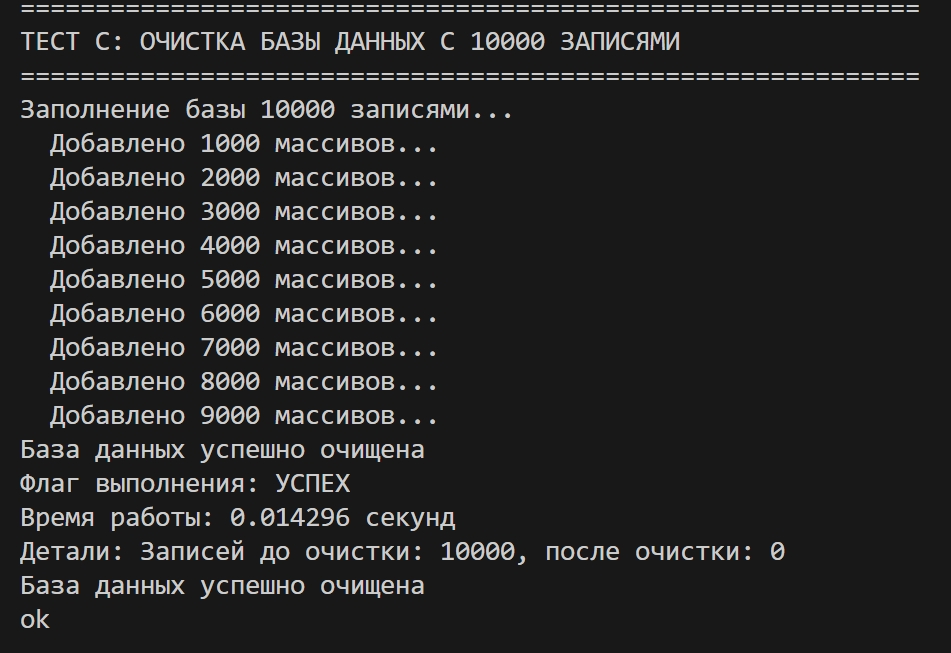 ============================================================
ТЕСТ C: ОЧИСТКА БАЗЫ ДАННЫХ С 10000 ЗАПИСЯМИ
============================================================
Заполнение базы 10000 записями...
  Добавлено 1000 массивов...
  Добавлено 2000 массивов...
  Добавлено 3000 массивов...
  Добавлено 4000 массивов...
  Добавлено 5000 массивов...
  Добавлено 6000 массивов...
  Добавлено 7000 массивов...
  Добавлено 8000 массивов...
  Добавлено 9000 массивов...
База данных успешно очищена
Флаг выполнения: УСПЕХ
Время работы: 0.014296 секунд
Детали: Записей до очистки: 10000, после очистки: 0
База данных успешно очищена
ok